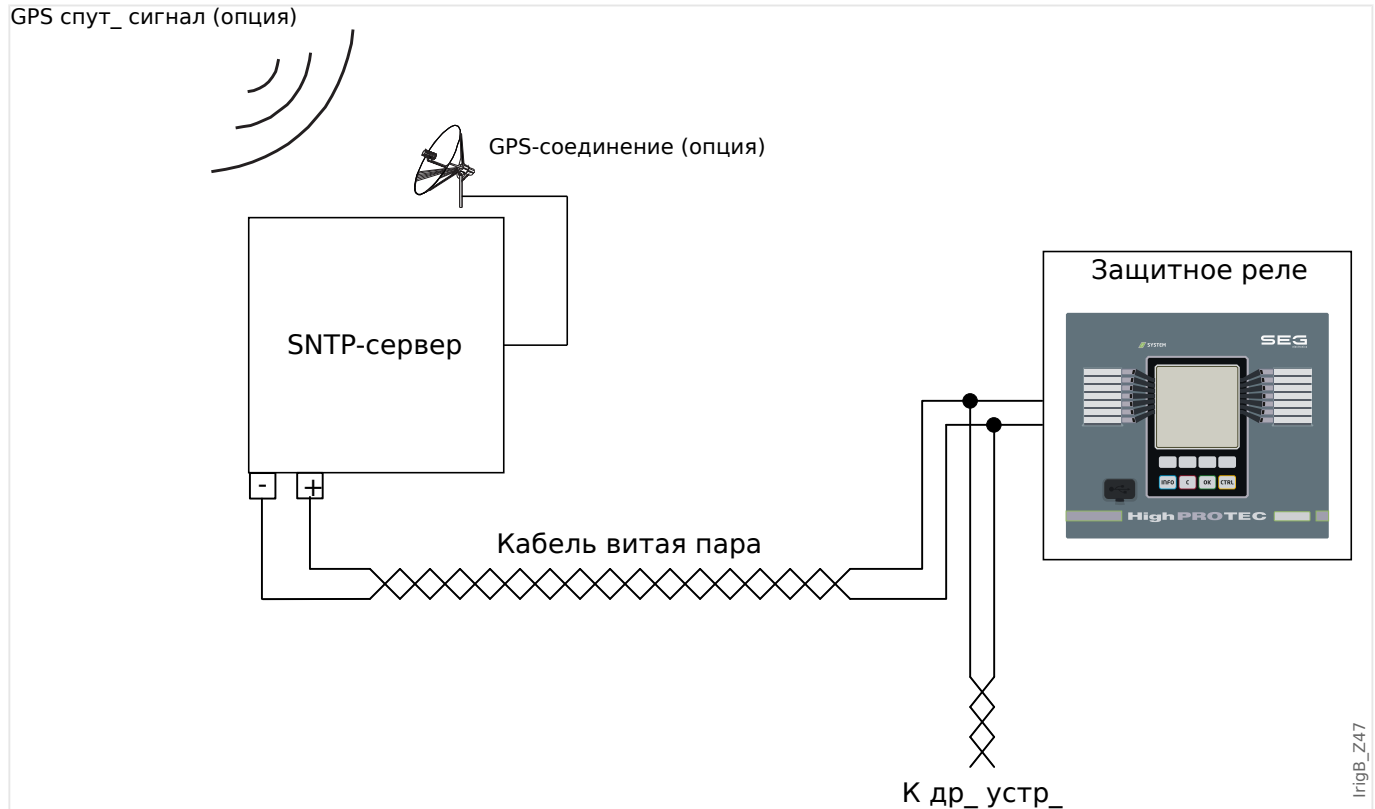 GPS спут_ сигнал (опция)
GPS-соединение (опция)
SNTP-сервер
- +
Кабель витая пара
Защитное реле
SYSTEM
SEG
INFO C OK CTRL
HighPROTEC
К др_ устр_
IrigB_Z47